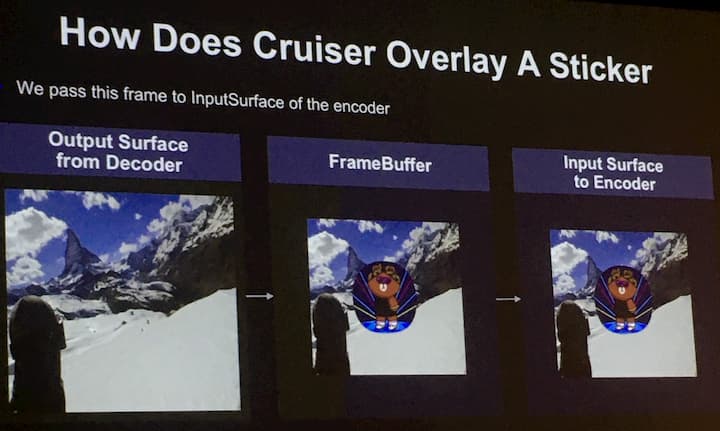 How Does Cruiser Overlay A Sticker
We pass this frame to InputSurface of the encoder
Output Surface
from Decoder
FrameBuffer
Input Surface
to Encoder